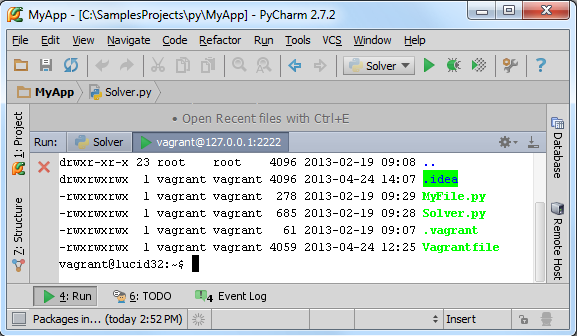 MyApp - [C:\SamplesProjects\py\MyApp] - PyCharm 2.7.2
File Edit View Navigate Code Refactor Run Tools VCS Window Help
Solver
MyApp Solver.py
• Open Recent files with Ctrl+E
1: Project
Z: Structure
Database
Remote Host
Run: Solver vagrant@127.0.0.1:2222
drwxr-xr-x 23 root root 4096 2013-02-19 09:08 ..
drwxrwxrwx 1 vagrant vagrant 4096 2013-04-24 14:07 .idea
-rwxrwxrwx 1 vagrant vagrant 278 2013-02-19 09:29 MyFile.py
-rwxrwxrwx 1 vagrant vagrant 685 2013-02-19 09:28 Solver.py
-rwxrwxrwx 1 vagrant vagrant 61 2013-02-19 09:07 .vagrant
-rwxrwxrwx 1 vagrant vagrant 4059 2013-04-24 12:25 Vagrantfile
vagrant@lucid32:~$
4: Run 6: TODO 4 Event Log
Packages in... (today 2:52 PM) Insert